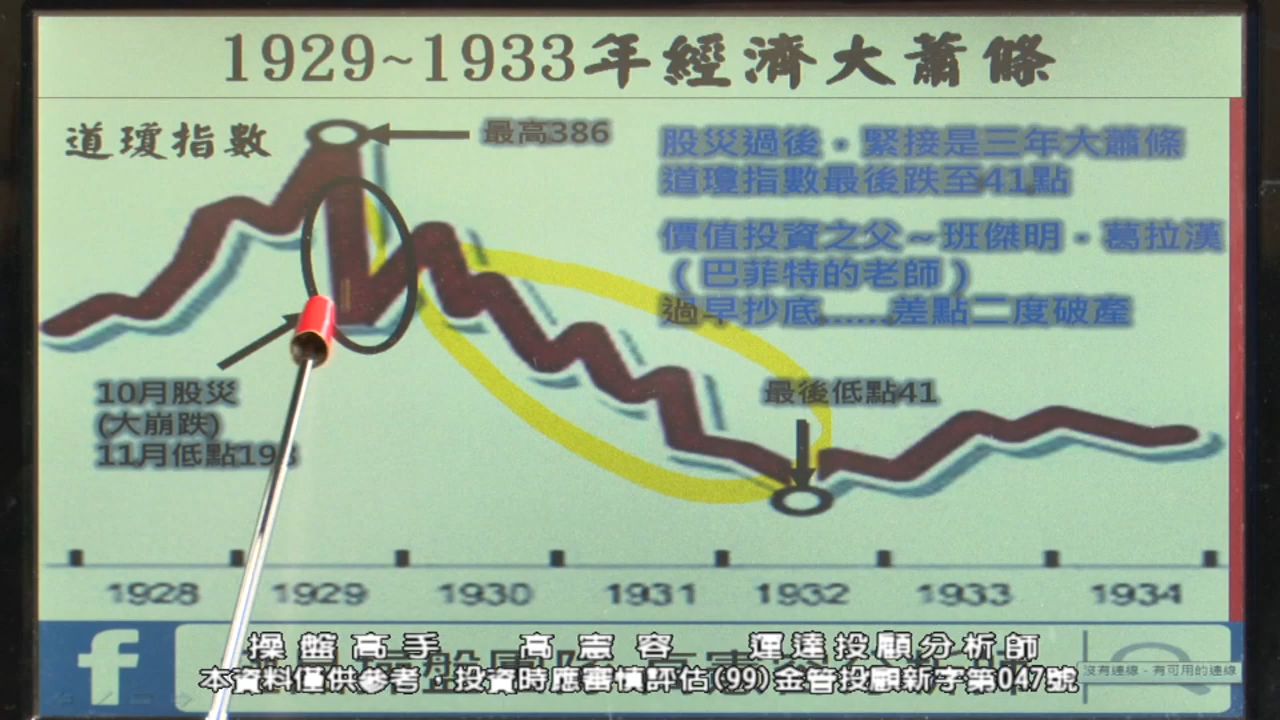 1929~1933年經濟大蕭條
道瓊指數
最高386
股災過後．緊接是三年大蕭條
道瓊指數最後跌至41點
價值投資之父～班傑明．葛拉漢
（巴菲特的老師）
過早抄底......差點二度破產
10月股災
(大崩跌)
11月低點198
最後低點41
1928 1929 1930 1931 1932 1933 1934
f
操盤高手 高憲容 運達投顧分析師
本資料僅供參考．投資時應審慎評估(99)金管投顧新字第047號
沒有連線 - 有可用的連線